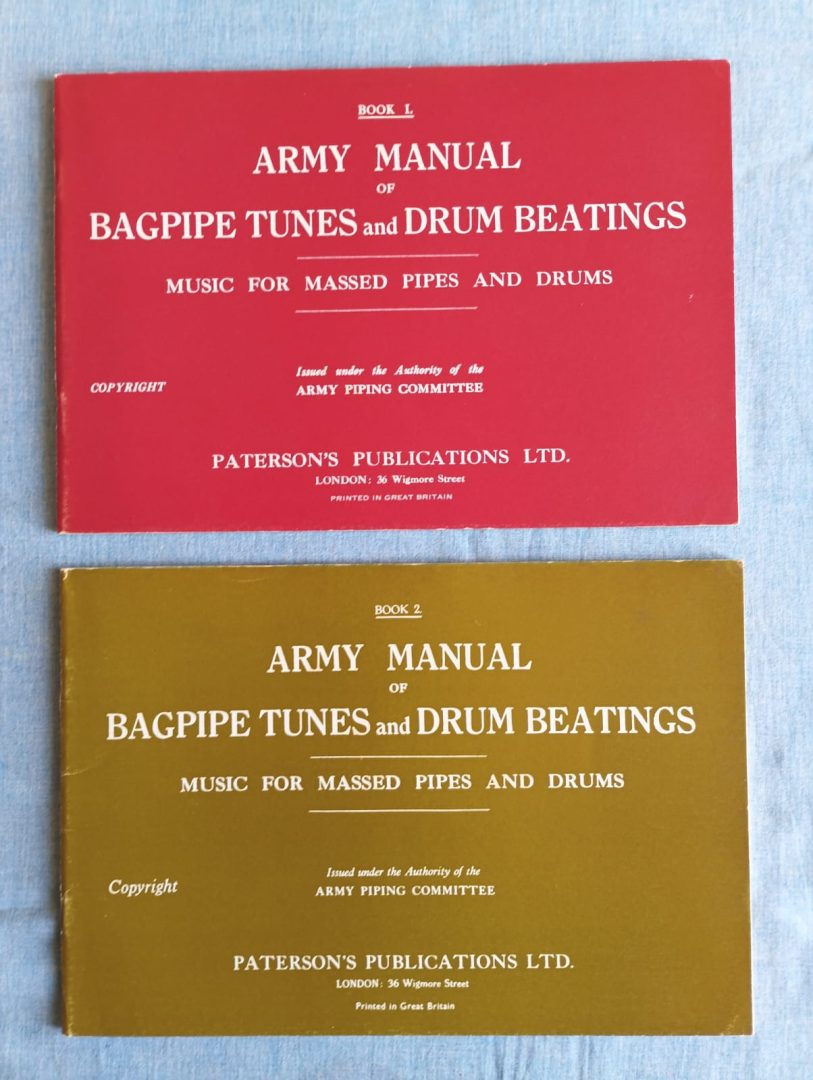 BOOK 1.
ARMY MANUAL
OF
BAGPIPE TUNES and DRUM BEATINGS
MUSIC FOR MASSED PIPES AND DRUMS
Issued under the Authority of the
COPYRIGHT ARMY PIPING COMMITTEE
PATERSON'S PUBLICATIONS LTD.
LONDON: 36 Wigmore Street
PRINTED IN GREAT BRITAIN
BOOK 2.
ARMY MANUAL
OF
BAGPIPE TUNES and DRUM BEATINGS
MUSIC FOR MASSED PIPES AND DRUMS
Issued under the Authority of the
Copyright ARMY PIPING COMMITTEE
PATERSON'S PUBLICATIONS LTD.
LONDON: 36 Wigmore Street
Printed in Great Britain